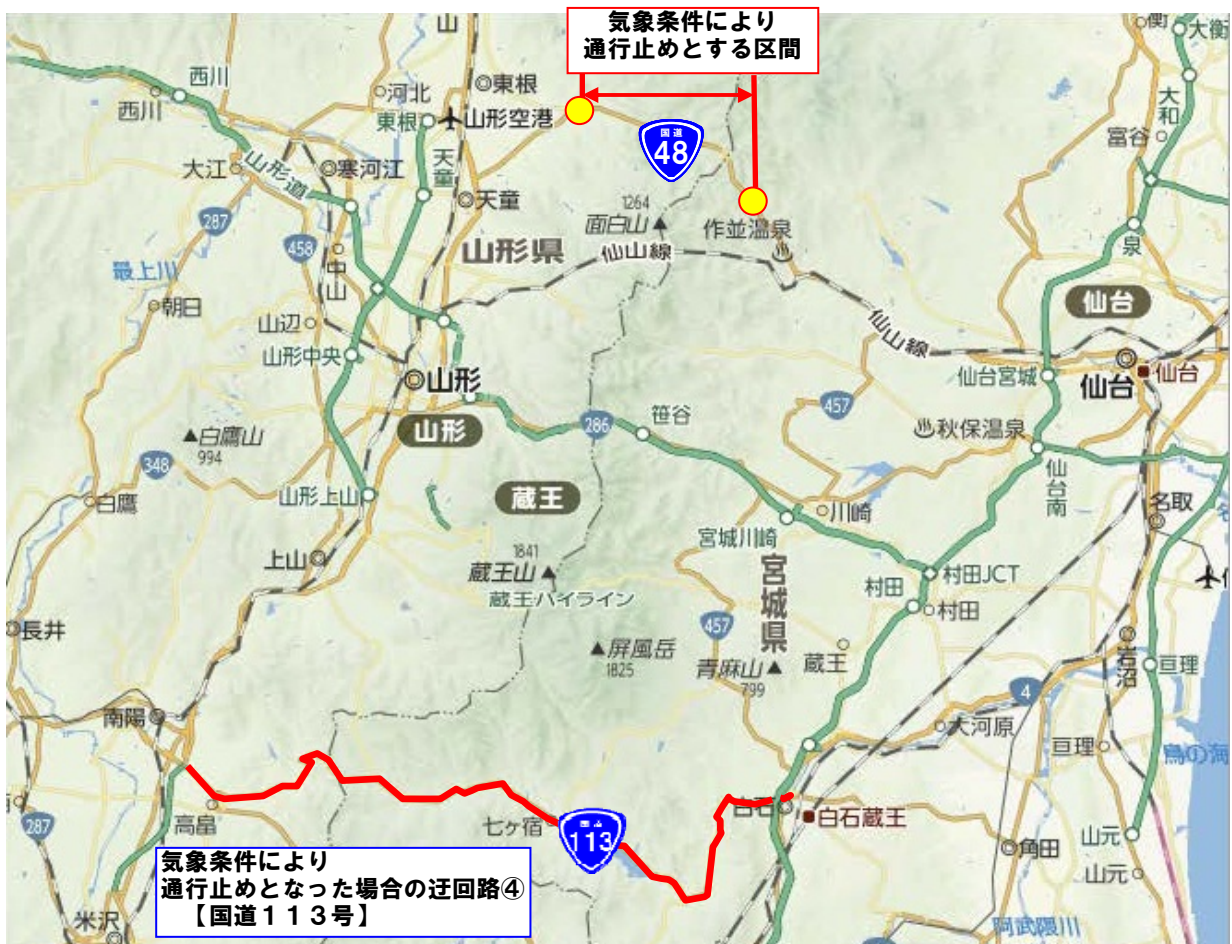 気象条件により
通行止めとする区間
山
衡
大衡
西川
西川
河北
東根
東根
山形空港
国道
48
大和
富谷
大江
山形道
寒河江
天童
天童
287
458
中山
1264
面白山
作並温泉
泉
山形県
仙山線
最上川
朝日
仙台
山辺
仙山線
山形中央
山形
仙台宮城
仙台
仙台
457
白鷹山
994
山形
286
笹谷
秋保温泉
348
白鷹
山形上山
蔵王
川崎
仙台南
名取
宮城川崎
上山
1841
蔵王山
蔵王ハイライン
宮城県
村田JCT
村田
村田
長井
457
屏風岳
1825
青麻山
799
蔵王
岩沼
亘理
4
南陽
大河原
亘理
鳥の海
287
高畠
七ヶ宿
113
白石
白石蔵王
角田
山元
山元
気象条件により
通行止めとなった場合の迂回路④
【国道１１３号】
米沢
阿武隈川